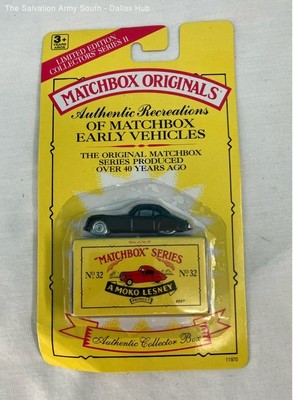 The Salvation Army South - Dallas Hub
3+
LIMITED EDITION
COLLECTORS' SERIES II
MATCHBOX ORIGINALS
Authentic Recreations
OF MATCHBOX
EARLY VEHICLES
THE ORIGINAL MATCHBOX
SERIES PRODUCED
OVER 40 YEARS AGO
"MATCHBOX" SERIES
No 32 No 32
A MOKO LESNEY
Authentic Collector Box
11970